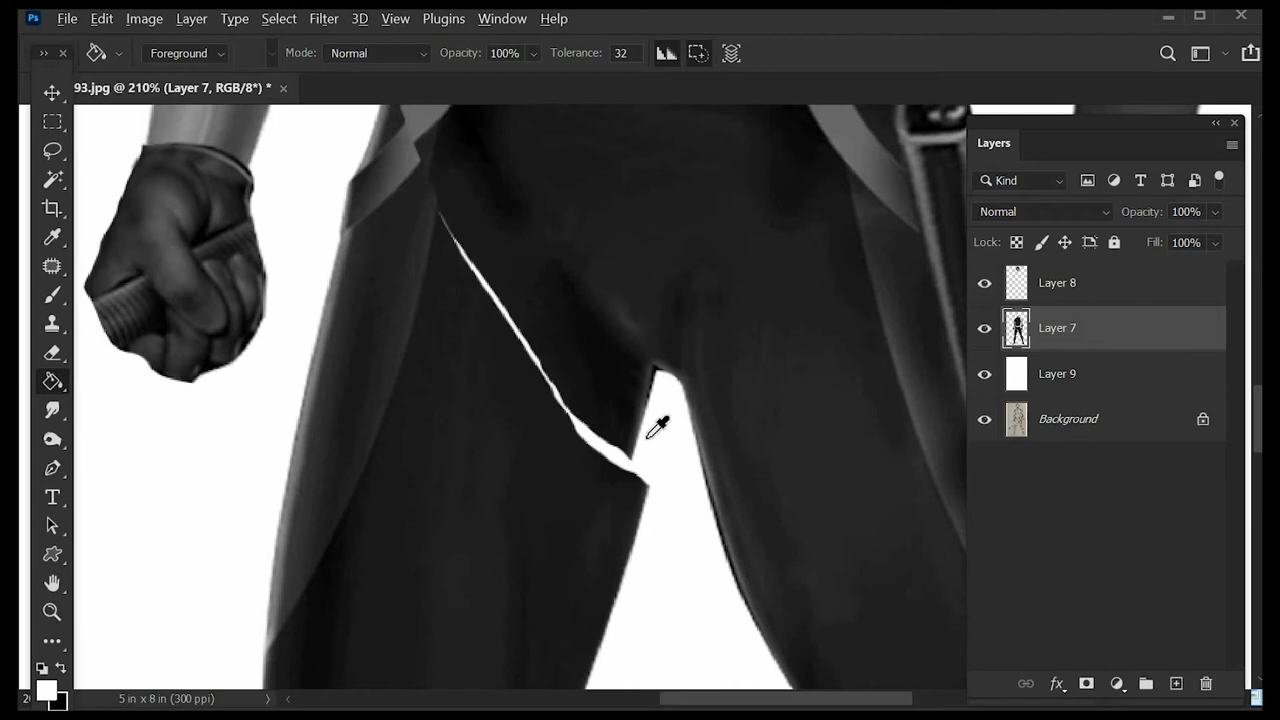 Ps File Edit Image Layer Type Select Filter 3D View Plugins Window Help
Foreground Mode: Normal Opacity: 100% Tolerance: 32
93.jpg @ 210% (Layer 7, RGB/8*) *
Layers
Kind
Normal Opacity: 100%
Lock: Fill: 100%
Layer 8
Layer 7
Layer 9
Background
5 in x 8 in (300 ppi)